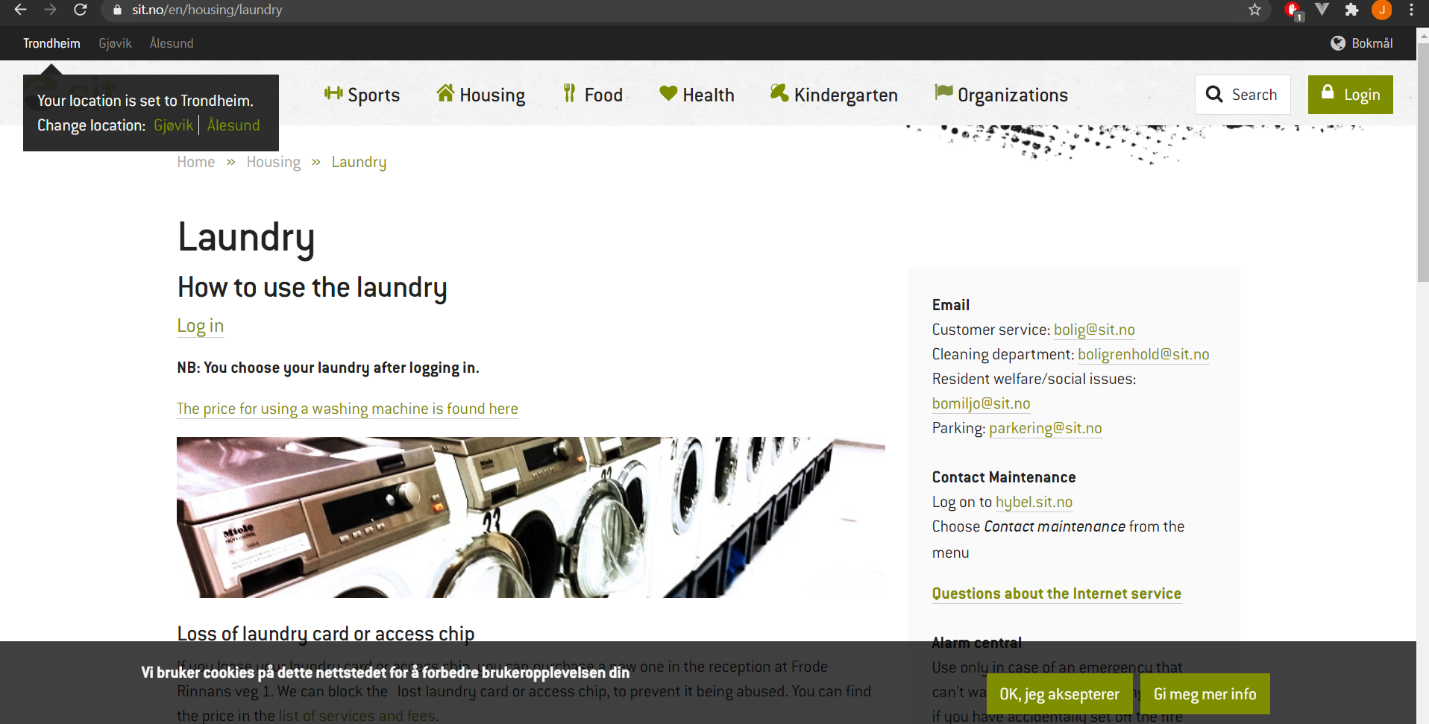 sit.no/en/housing/laundry
1
J
Trondheim Gjøvik Ålesund
Bokmål
Your location is set to Trondheim.
Change location: Gjøvik | Ålesund
Sports Housing Food Health Kindergarten Organizations
Search
Login
Home » Housing » Laundry
Laundry
How to use the laundry
Log in
NB: You choose your laundry after logging in.
The price for using a washing machine is found here
Miele
PROFESSIONAL
23
Loss of laundry card or access chip
If you loose your laundry card or access chip, you can purchase a new one in the reception at Frode
Rinnans veg 1. We can block the lost laundry card or access chip, to prevent it being abused. You can find
the price in the list of services and fees.
Email
Customer service: bolig@sit.no
Cleaning department: boligrenhold@sit.no
Resident welfare/social issues:
bomiljo@sit.no
Parking: parkering@sit.no
Contact Maintenance
Log on to hybel.sit.no
Choose Contact maintenance from the
menu
Questions about the Internet service
Alarm central
Use only in case of an emergency that
can't wa
if you have accidentally set off the fire
Vi bruker cookies på dette nettstedet for å forbedre brukeropplevelsen din
OK, jeg aksepterer
Gi meg mer info